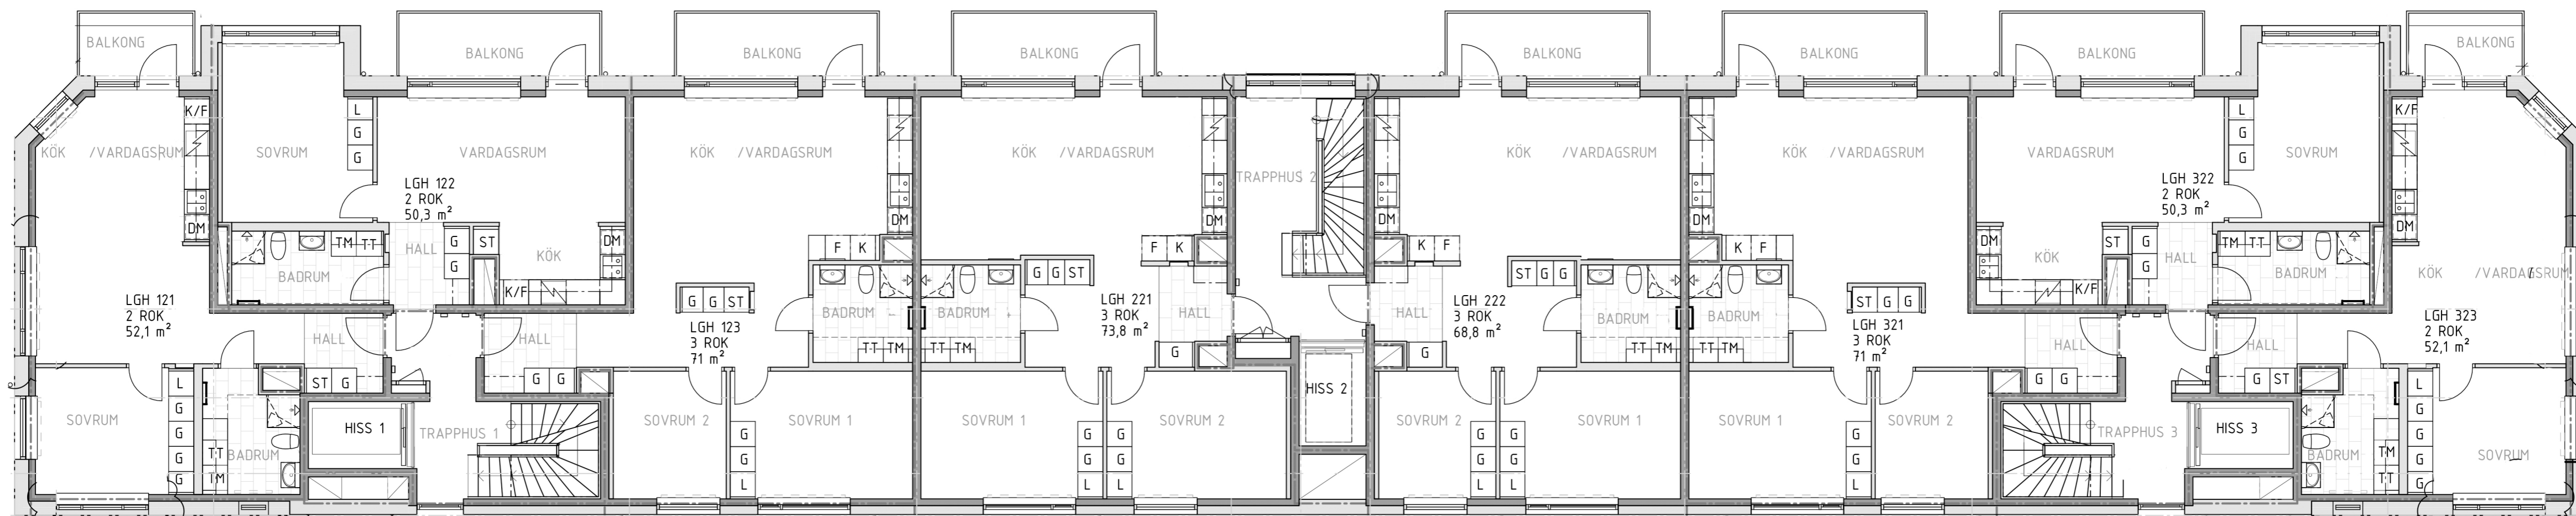 BALKONG
BALKONG
BALKONG
BALKONG
BALKONG
BALKONG
BALKONG
BALKONG
K/F
KÖK /VARDAGSRUM
DM
LGH 121
2 ROK
52,1 m²
HALL
ST G
SOVRUM
L
G
G
G
G
TT
TM
BADRUM
SOVRUM
L
G
G
VARDAGSRUM
LGH 122
2 ROK
50,3 m²
TM TT
BADRUM
HALL
G
G
ST
KÖK
DM
K/F
HISS 1
TRAPPHUS 1
HALL
G G
KÖK /VARDAGSRUM
DM
F K
G G ST
LGH 123
3 ROK
71 m²
BADRUM
TT TM
SOVRUM 2
G
G
L
SOVRUM 1
KÖK /VARDAGSRUM
DM
F K
BADRUM
TT TM
G G ST
LGH 221
3 ROK
73,8 m²
HALL
G
SOVRUM 1
G
G
L
G
G
L
SOVRUM 2
TRAPPHUS 2
HISS 2
KÖK /VARDAGSRUM
DM
K F
HALL
G
LGH 222
3 ROK
68,8 m²
ST G G
BADRUM
TT TM
SOVRUM 2
G
G
L
G
G
L
SOVRUM 1
KÖK /VARDAGSRUM
DM
K F
BADRUM
TT TM
ST G G
LGH 321
3 ROK
71 m²
SOVRUM 1
G
G
L
SOVRUM 2
HALL
G G
VARDAGSRUM
LGH 322
2 ROK
50,3 m²
L
G
G
SOVRUM
DM
KÖK
K/F
ST
G
G
HALL
TM TT
BADRUM
TRAPPHUS 3
HISS 3
HALL
G ST
K/F
DM
KÖK /VARDAGSRUM
LGH 323
2 ROK
52,1 m²
BADRUM
TM
TT
L
G
G
G
G
SOVRUM